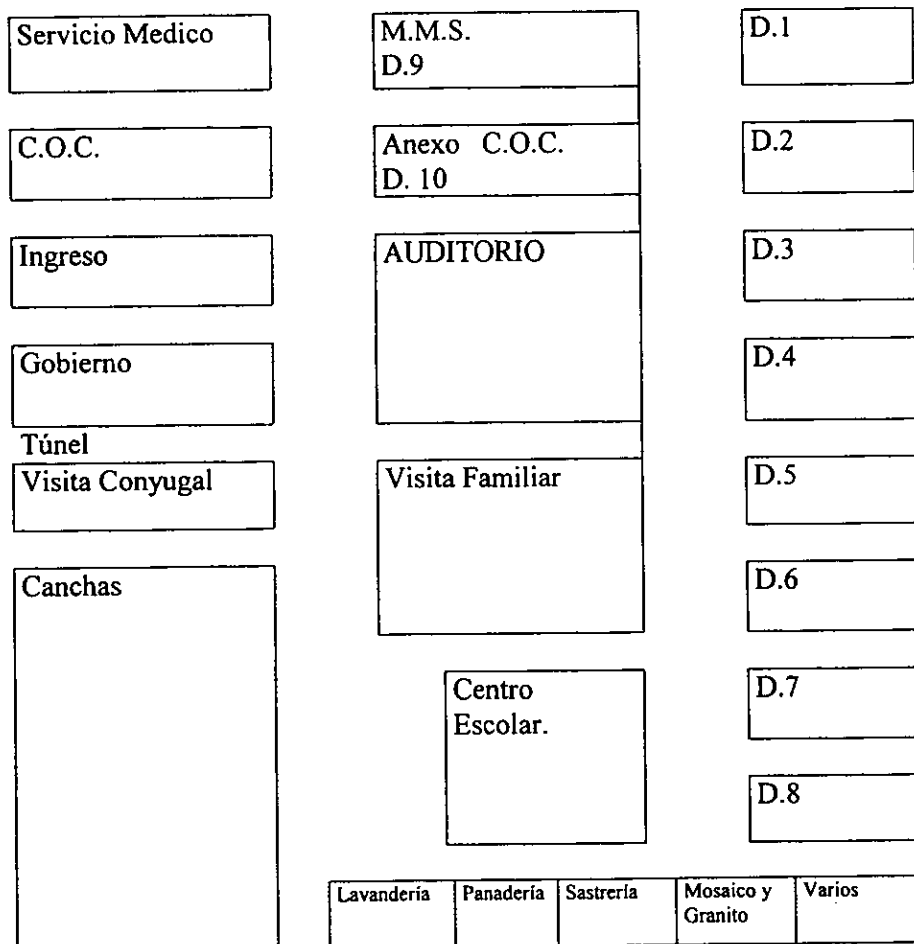 Servicio Medico
C.O.C.
Ingreso
Gobierno
Túnel
Visita Conyugal
Canchas
M.M.S.
D.9
Anexo C.O.C.
D. 10
AUDITORIO
Visita Familiar
Centro
Escolar.
D.1
D.2
D.3
D.4
D.5
D.6
D.7
D.8
Lavandería
Panadería
Sastrería
Mosaico y
Granito
Varios